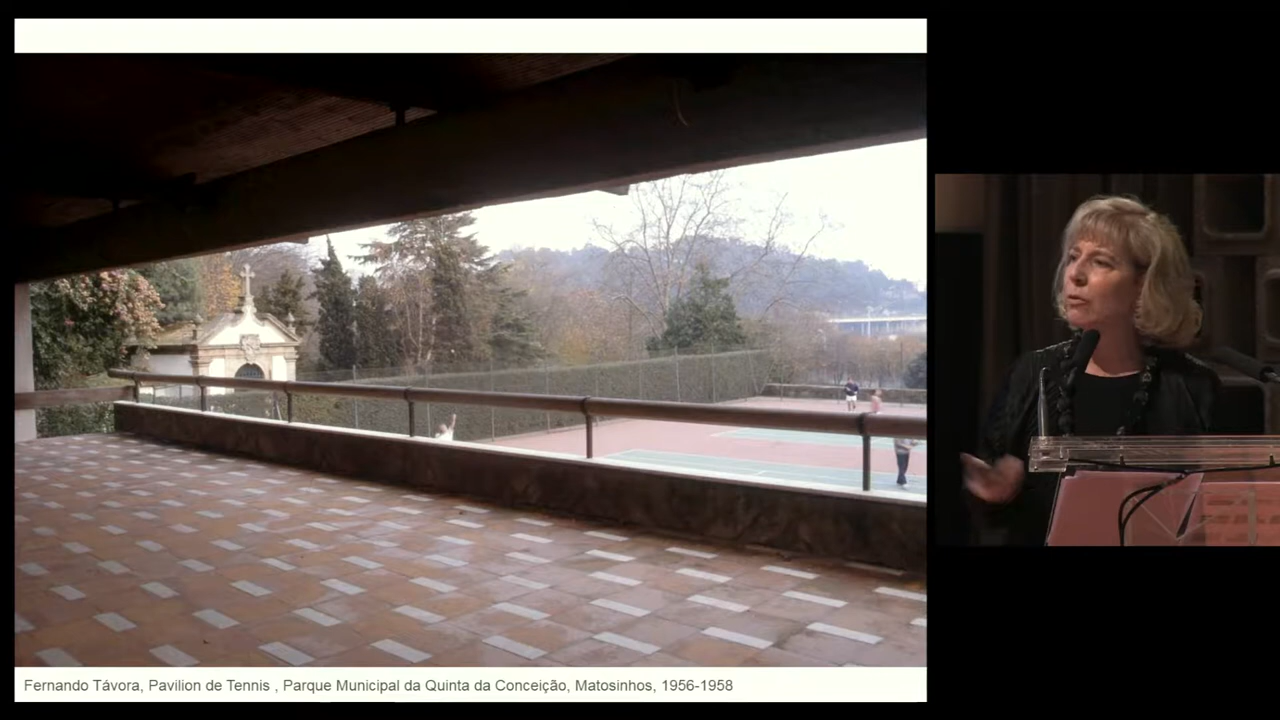 Fernando Távora, Pavilion de Tennis , Parque Municipal da Quinta da Conceição, Matosinhos, 1956-1958